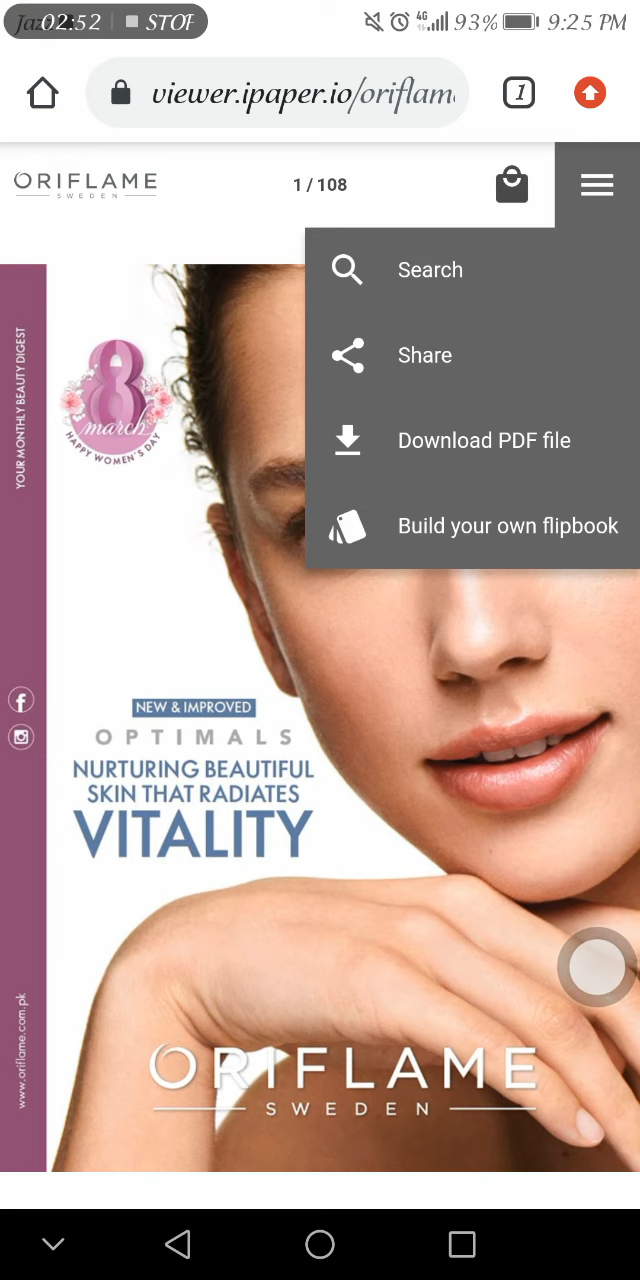 02:52 STOP
4G 93% 9:25 PM
viewer.ipaper.io/oriflam
1
ORIFLAME
SWEDEN
1 / 108
Search
Share
Download PDF file
Build your own flipbook
YOUR MONTHLY BEAUTY DIGEST
8
march
HAPPY WOMEN'S DAY
NEW & IMPROVED
OPTIMALS
NURTURING BEAUTIFUL
SKIN THAT RADIATES
VITALITY
www.oriflame.com.pk
ORIFLAME
SWEDEN